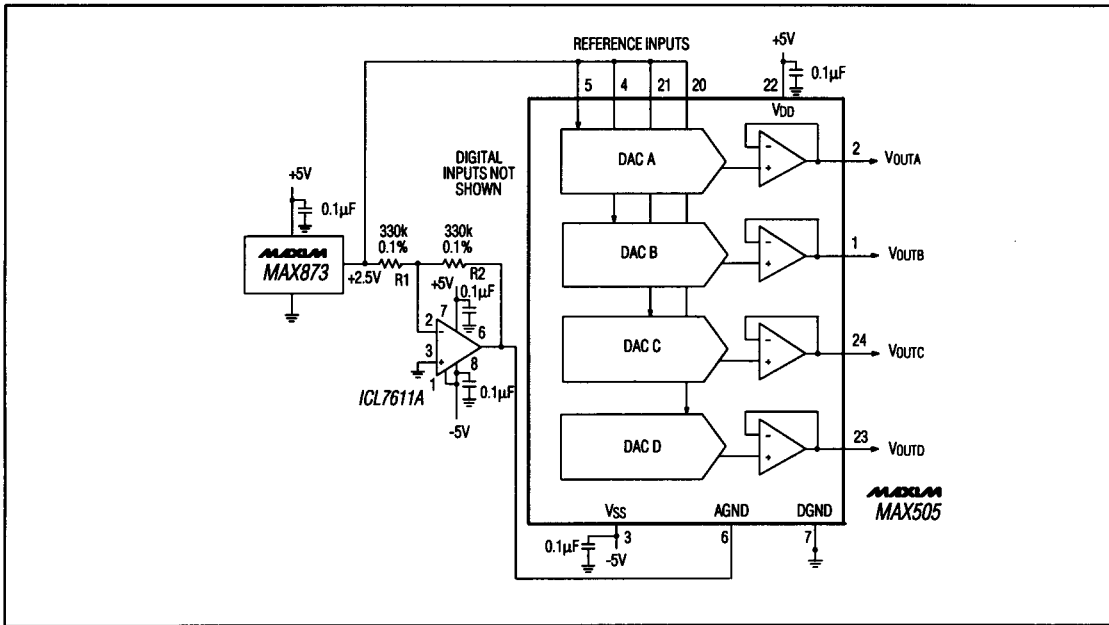 REFERENCE INPUTS
+5V
0.1µF
5
4
21
20
22
VDD
DIGITAL
INPUTS NOT
SHOWN
DAC A
2
VOUTA
+5V
0.1µF
330k
0.1%
330k
0.1%
MAXIM
MAX873
+2.5V
R1
R2
DAC B
1
VOUTB
+5V
0.1µF
7
2
6
3
8
1
0.1µF
ICL7611A
-5V
DAC C
24
VOUTC
DAC D
23
VOUTD
MAXIM
MAX505
VSS
AGND
DGND
3
6
7
0.1µF
-5V